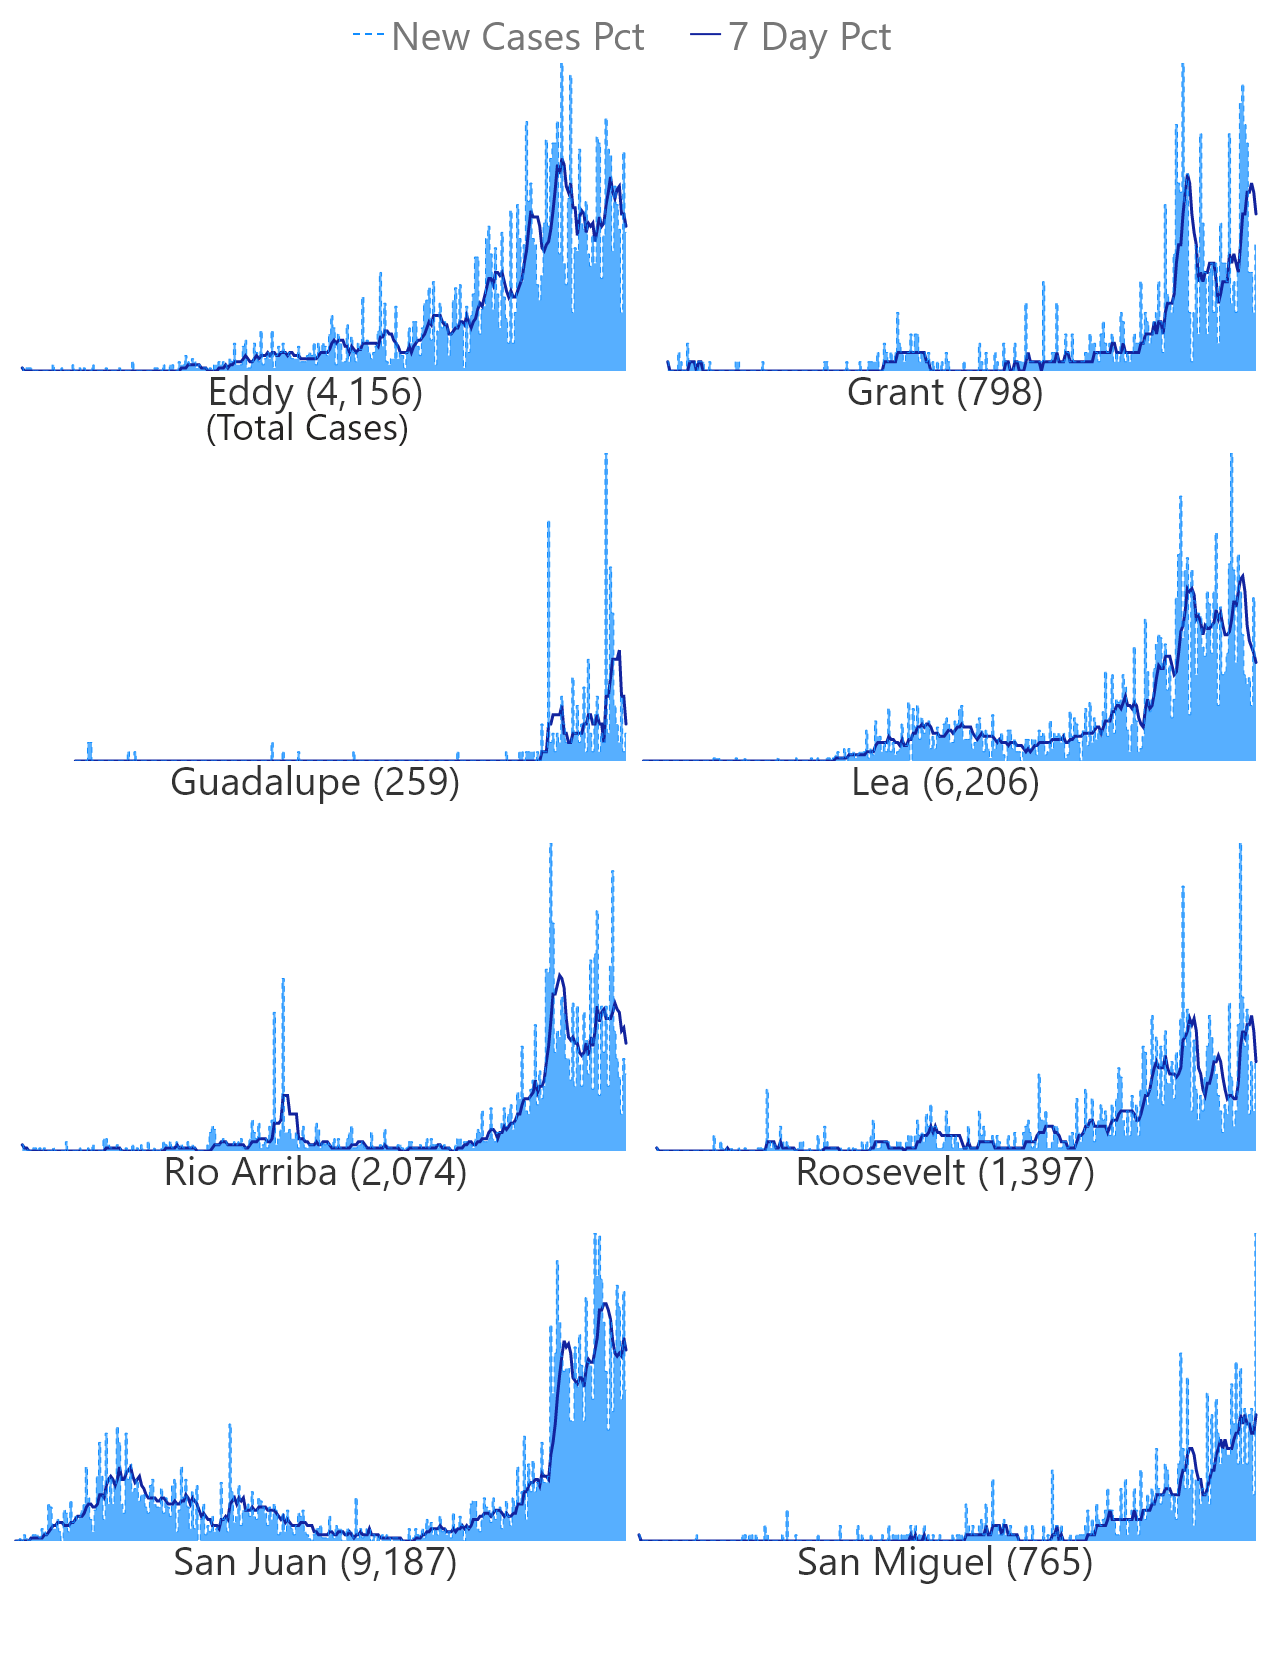 New Cases Pct 7 Day Pct
Eddy (4,156) Grant (798)
(Total Cases)
Guadalupe (259) Lea (6,206)
Rio Arriba (2,074) Roosevelt (1,397)
San Juan (9,187) San Miguel (765)